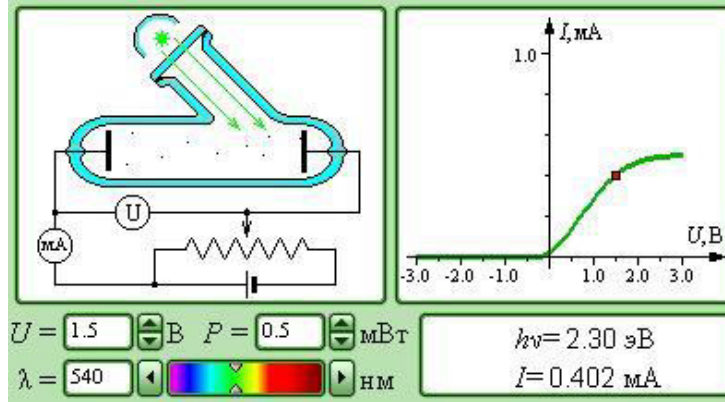 U
мА
I,мА
1.0
U,В
-3.0 -2.0 -1.0 1.0 2.0 3.0
U = 1.5 В P = 0.5 мВт
λ = 540 нм
hν= 2.30 эВ
I= 0.402 мА